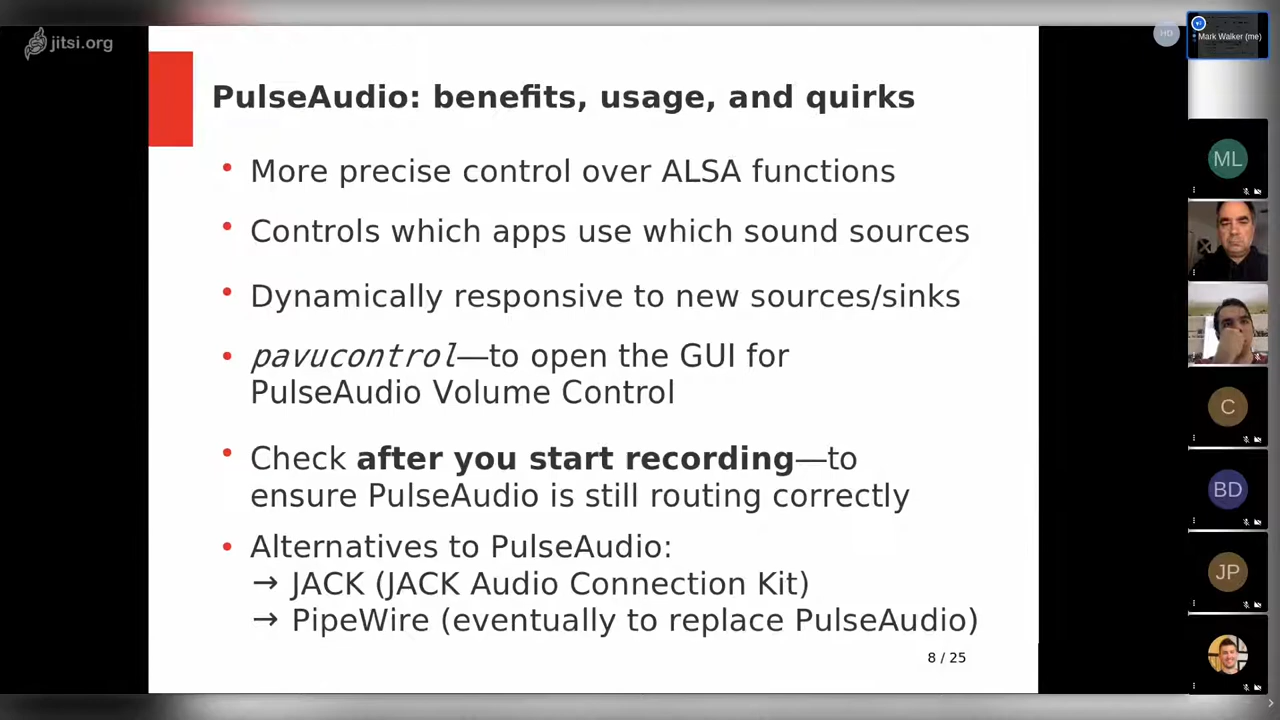 jitsi.org
HD
Mark Walker (me)
PulseAudio: benefits, usage, and quirks
• More precise control over ALSA functions
• Controls which apps use which sound sources
• Dynamically responsive to new sources/sinks
• pavucontrol—to open the GUI for
PulseAudio Volume Control
• Check after you start recording—to
ensure PulseAudio is still routing correctly
• Alternatives to PulseAudio:
→ JACK (JACK Audio Connection Kit)
→ PipeWire (eventually to replace PulseAudio)
8 / 25
ML
C
BD
JP